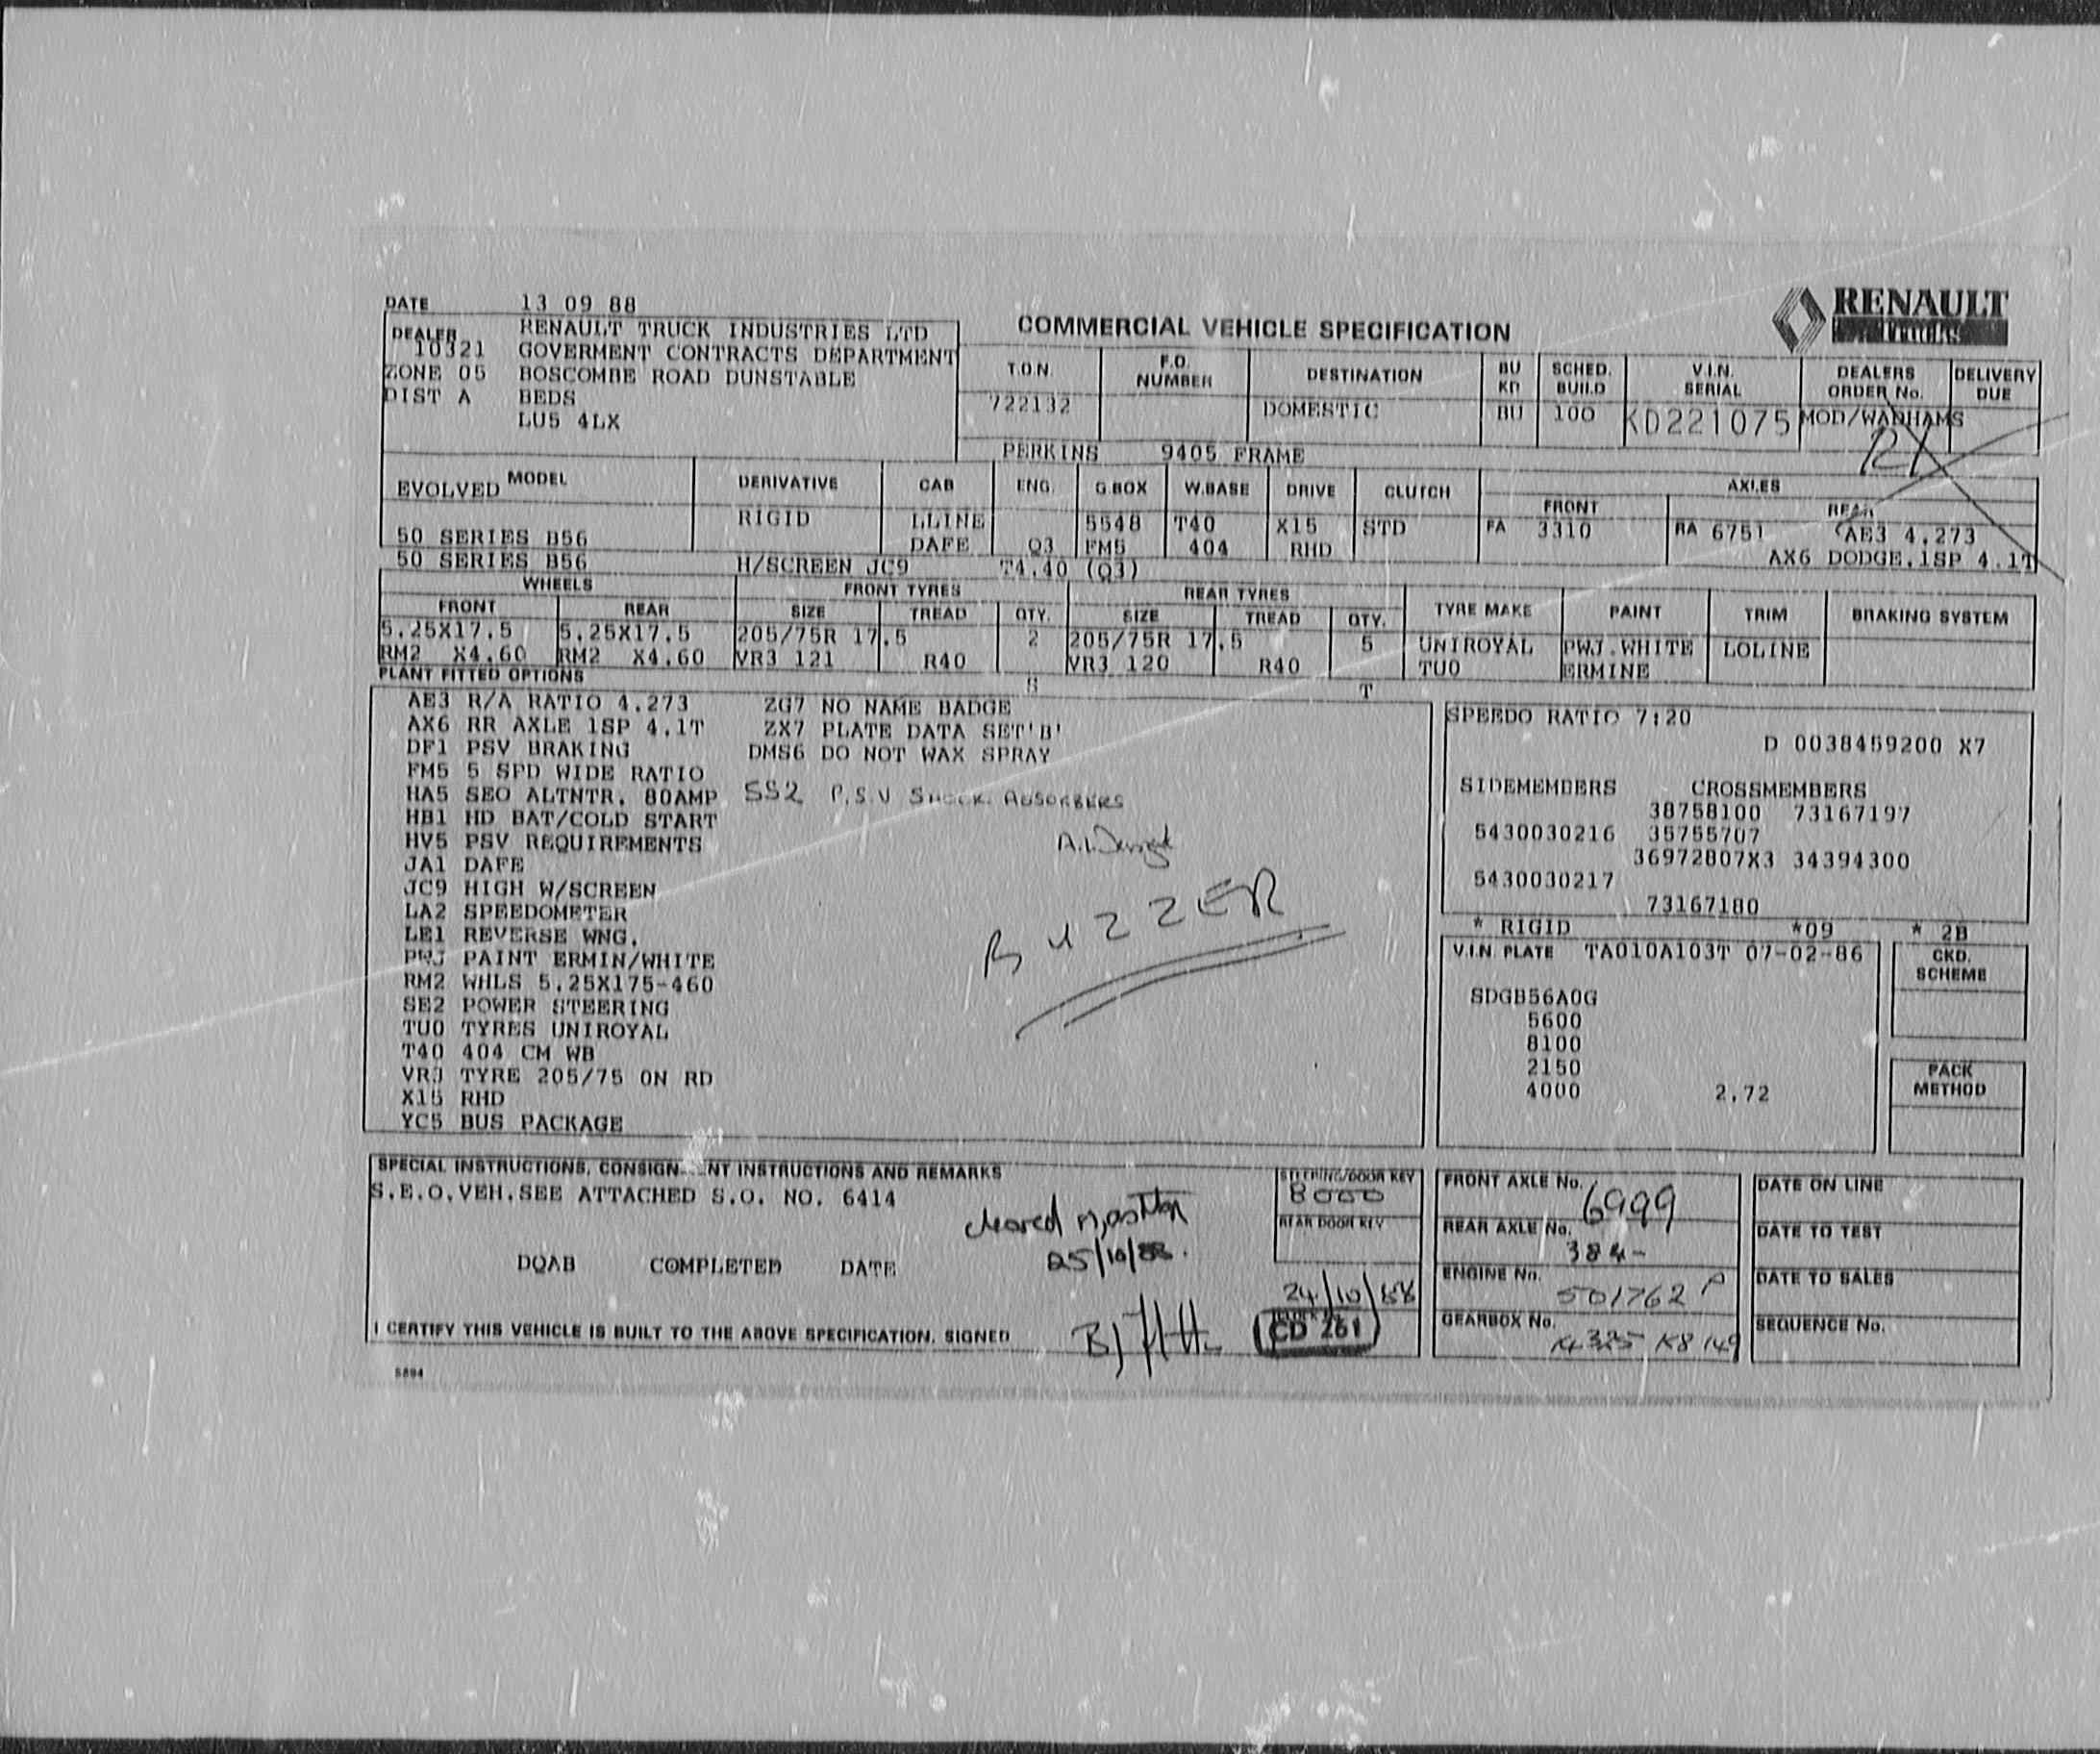 DATE 13 09 88
RENAULT
TRUCKS
DEALER RENAULT TRUCK INDUSTRIES LTD
10321 GOVERMENT CONTRACTS DEPARTMENT
ZONE 05 BOSCOMBE ROAD DUNSTABLE
DIST A BEDS
LU5 4LX
COMMERCIAL VEHICLE SPECIFICATION
T.O.N. F.O. NUMBER DESTINATION BU KD SCHED. BUILD V.I.N. SERIAL DEALERS ORDER No. DELIVERY DUE
722132 DOMESTIC BU 100 KD221075 MOD/WADHAMS
PERKINS 9405 FRAME
MODEL DERIVATIVE CAB ENG. G.BOX W.BASE DRIVE CLUTCH AXLES
EVOLVED FRONT REAR
RIGID LLINE 5548 T40 X15 STD FA 3310 RA 6751 AE3 4.273
50 SERIES B56 DAFE Q3 FM5 404 RHD
50 SERIES B56 H/SCREEN JC9 T4.40 (Q3) AX6 DODGE.1SP 4.1T
WHEELS FRONT TYRES REAR TYRES
FRONT REAR SIZE TREAD QTY. SIZE TREAD QTY. TYRE MAKE PAINT TRIM BRAKING SYSTEM
5.25X17.5 5.25X17.5 205/75R 17.5 2 205/75R 17.5 5 UNIROYAL PWJ.WHITE LOLINE
RM2 X4.60 RM2 X4.60 VR3 121 R40 VR3 120 R40 TU0 ERMINE
PLANT FITTED OPTIONS
S T
AE3 R/A RATIO 4.273 ZG7 NO NAME BADGE
AX6 RR AXLE 1SP 4.1T ZX7 PLATE DATA SET'B'
DF1 PSV BRAKING DMS6 DO NOT WAX SPRAY
FM5 5 SPD WIDE RATIO
HA5 SEO ALTNTR. 80AMP SS2 P.S.V SHOCK ABSORBERS
HB1 HD BAT/COLD START
HV5 PSV REQUIREMENTS
JA1 DAFE
JC9 HIGH W/SCREEN
LA2 SPEEDOMETER
LE1 REVERSE WNG. BUZZER
PWJ PAINT ERMIN/WHITE
RM2 WHLS 5.25X175-460
SE2 POWER STEERING
TU0 TYRES UNIROYAL
T40 404 CM WB
VR3 TYRE 205/75 ON RD
X15 RHD
YC5 BUS PACKAGE
SPEEDO RATIO 7:20
D 0038459200 X7
SIDEMEMBERS CROSSMEMBERS
38758100 73167197
5430030216 35755707
36972807X3 34394300
5430030217
73167180
* RIGID *09 * 2B
V.I.N. PLATE TA010A103T 07-02-86
SDGB56A0G
5600
8100
2150
4000 2.72
CKD. SCHEME
PACK METHOD
SPECIAL INSTRUCTIONS, CONSIGNMENT INSTRUCTIONS AND REMARKS
S.E.O.VEH.SEE ATTACHED S.O. NO. 6414
cleared
25/10/88.
DQAB COMPLETED DATE
I CERTIFY THIS VEHICLE IS BUILT TO THE ABOVE SPECIFICATION. SIGNED
STEERING/DOOR KEY
8000
REAR DOOR KEY
24/10/88
CD 261
FRONT AXLE No. 6999
REAR AXLE No. 384-
ENGINE No. 501762 P
GEARBOX No. 14325 K8 149
DATE ON LINE
DATE TO TEST
DATE TO SALES
SEQUENCE No.
5894